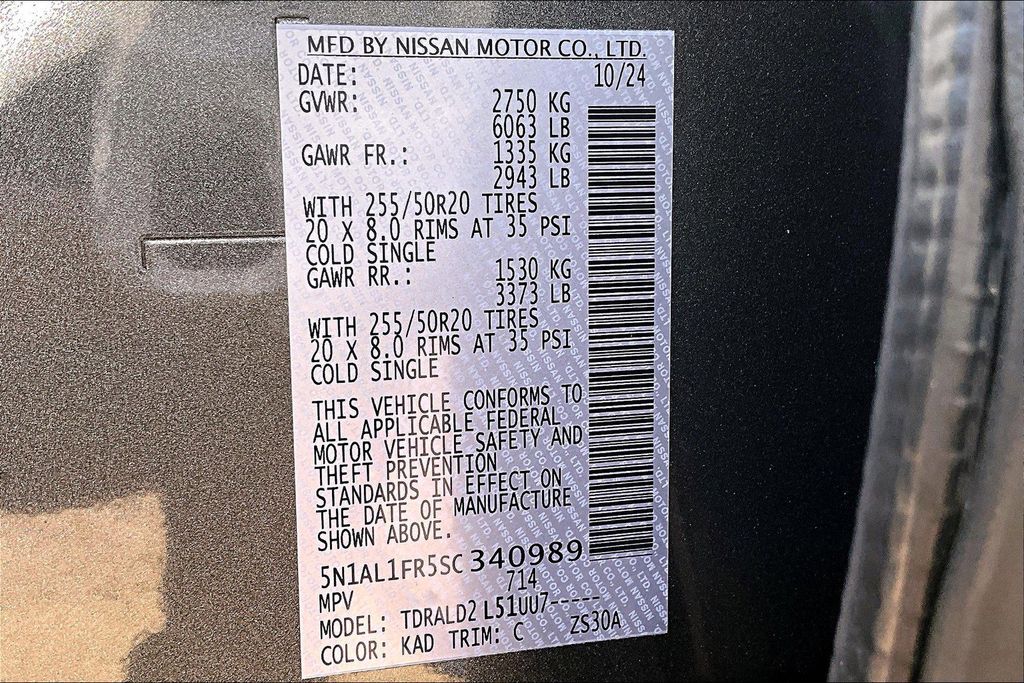 MFD BY NISSAN MOTOR CO., LTD.
DATE: 10/24
GVWR: 2750 KG
6063 LB
GAWR FR.: 1335 KG
2943 LB
WITH 255/50R20 TIRES
20 X 8.0 RIMS AT 35 PSI
COLD SINGLE
GAWR RR.: 1530 KG
3373 LB
WITH 255/50R20 TIRES
20 X 8.0 RIMS AT 35 PSI
COLD SINGLE
THIS VEHICLE CONFORMS TO
ALL APPLICABLE FEDERAL
MOTOR VEHICLE SAFETY AND
THEFT PREVENTION
STANDARDS IN EFFECT ON
THE DATE OF MANUFACTURE
SHOWN ABOVE.
5N1AL1FR5SC 340989
MPV 714
MODEL: TDRALD2 L51UU7-----
COLOR: KAD TRIM: C ZS30A